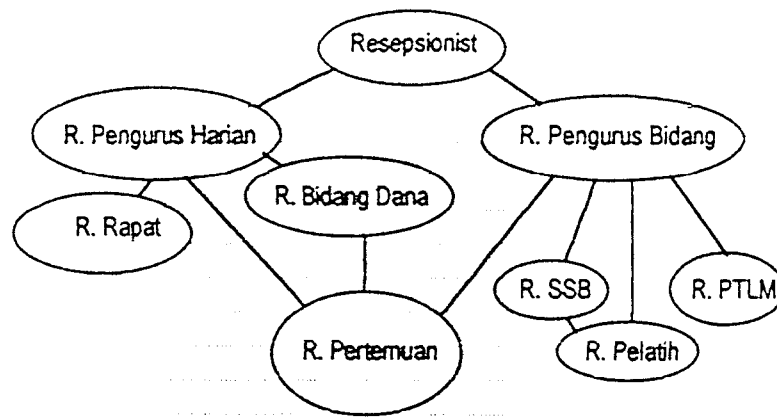 Resepsionist
R. Pengurus Harian
R. Pengurus Bidang
R. Bidang Dana
R. Rapat
R. SSB
R. PTLM
R. Pertemuan
R. Pelatih